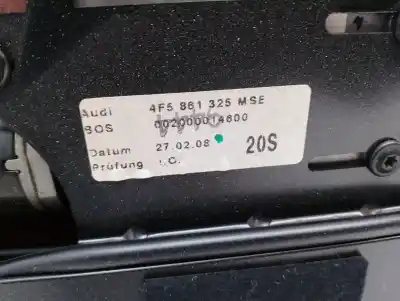 Audi 4F5 861 325 MSE
BOS 002000014600
Datum 27.02.08
Prüfung i.O. 20S